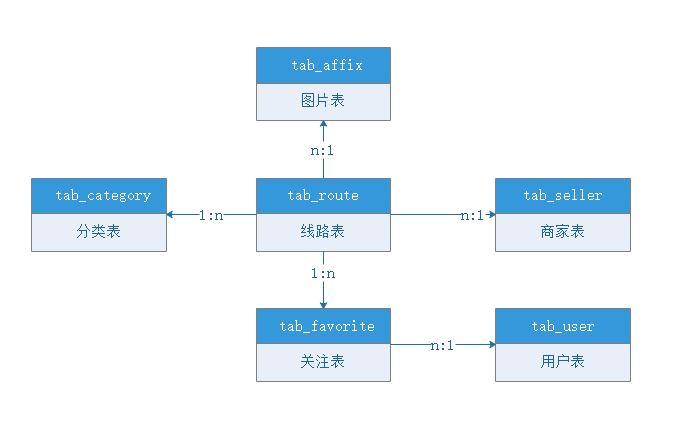 tab_affix
图片表
n:1
tab_category
分类表
1:n
tab_route
线路表
n:1
tab_seller
商家表
1:n
tab_favorite
关注表
n:1
tab_user
用户表